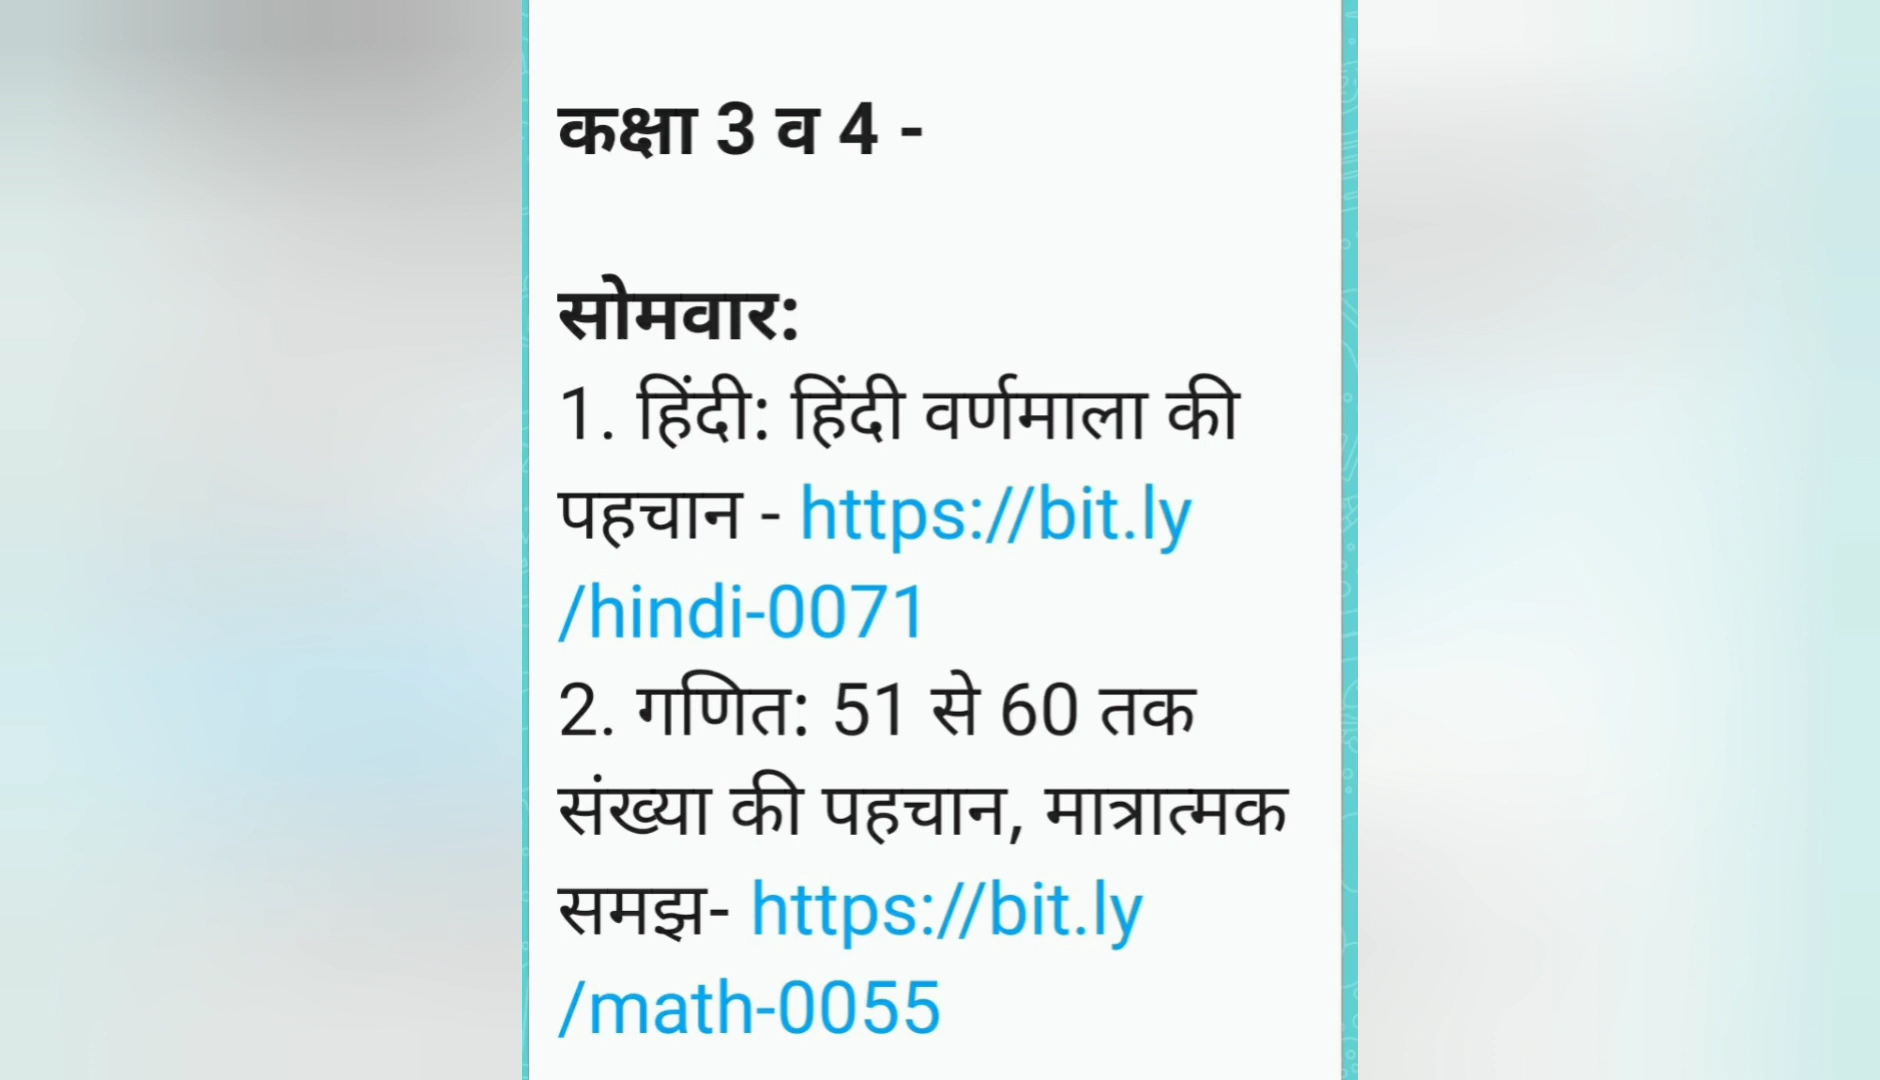 कक्षा 3 व 4 -
सोमवार:
1. हिंदी: हिंदी वर्णमाला की
पहचान - https://bit.ly
/hindi-0071
2. गणित: 51 से 60 तक
संख्या की पहचान, मात्रात्मक
समझ- https://bit.ly
/math-0055